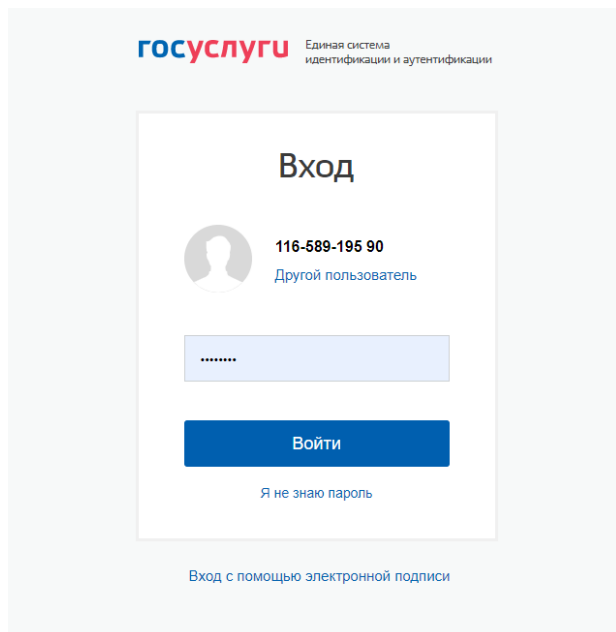 госуслуги
Единая система
идентификации и аутентификации
Вход
116-589-195 90
Другой пользователь
••••••••
Войти
Я не знаю пароль
Вход с помощью электронной подписи